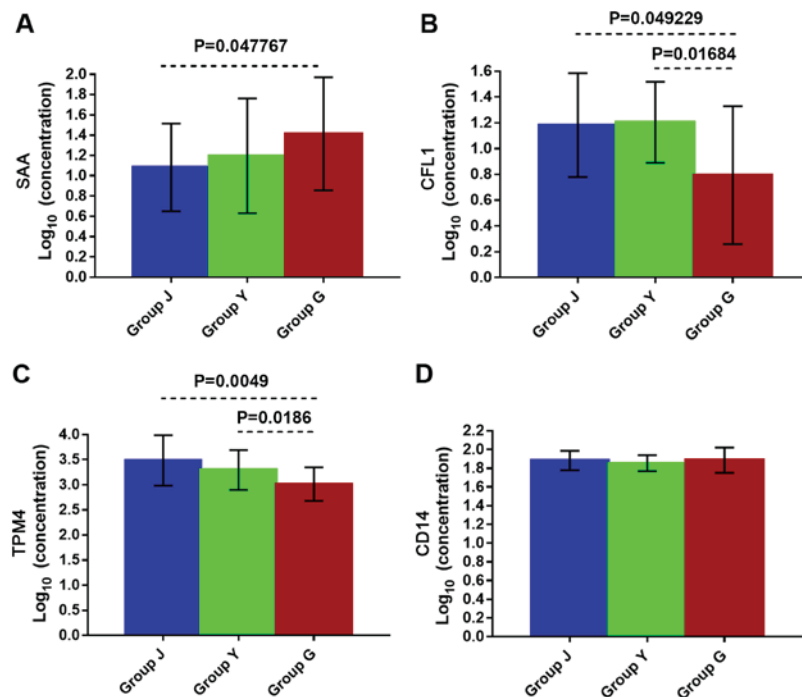 A
P=0.047767
SAA
Log10 (concentration)
2.0
1.8
1.6
1.4
1.2
1.0
0.8
0.6
0.4
0.2
0.0
Group J
Group Y
Group G
B
P=0.049229
P=0.01684
CFL1
Log10 (concentration)
1.6
1.4
1.2
1.0
0.8
0.6
0.4
0.2
0.0
Group J
Group Y
Group G
C
P=0.0049
P=0.0186
TPM4
Log10 (concentration)
4.0
3.5
3.0
2.5
2.0
1.5
1.0
0.5
0.0
Group J
Group Y
Group G
D
CD14
Log10 (concentration)
2.2
2.0
1.8
1.6
1.4
1.2
1.0
0.8
0.6
0.4
0.2
0.0
Group J
Group Y
Group G